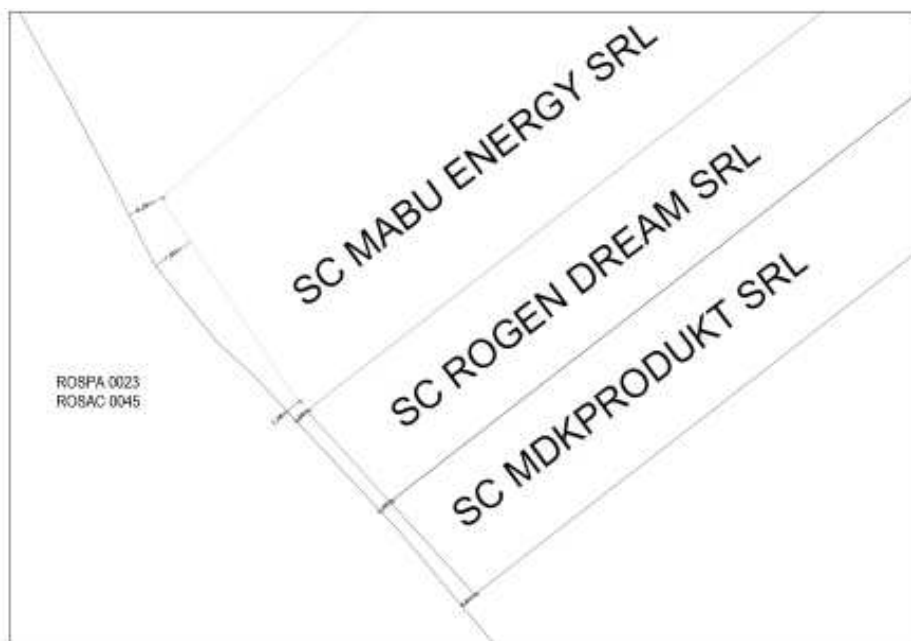 SC MABU ENERGY SRL
SC ROGEN DREAM SRL
SC MDKPRODUKT SRL
ROSPA 0023
ROSAC 0045